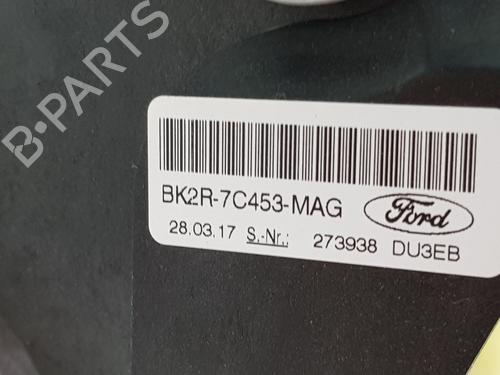 B-PARTS
BK2R-7C453-MAG Ford
28.03.17 S.-Nr.: 273938 DU3EB